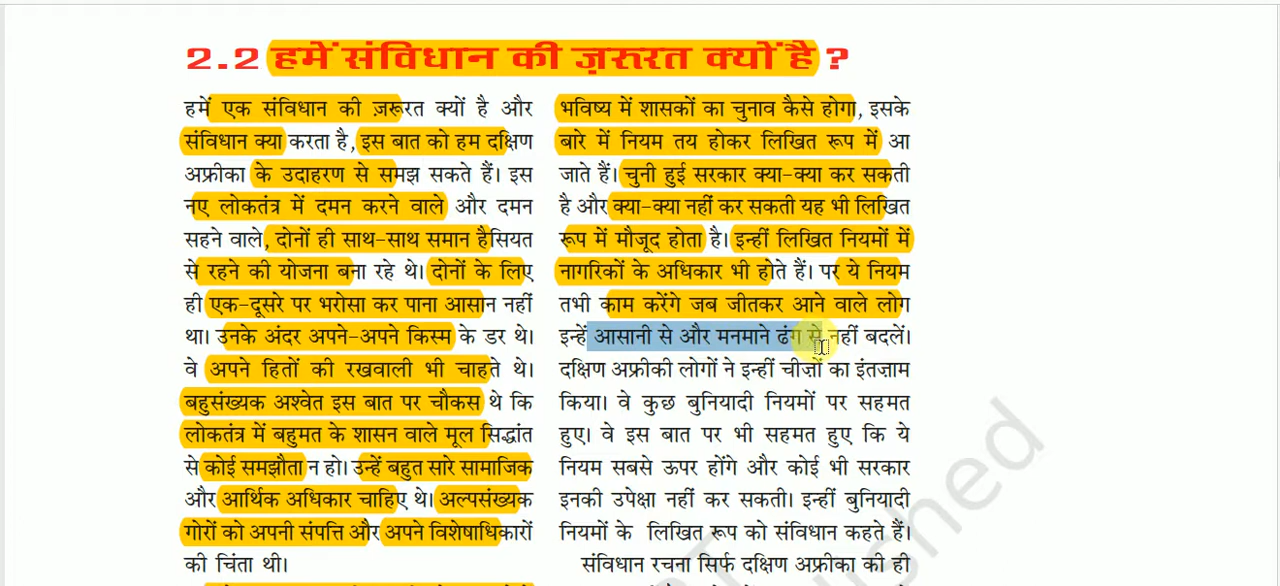 2.2 हमें संविधान की ज़रूरत क्यों है ?
हमें एक संविधान की ज़रूरत क्यों है और
संविधान क्या करता है, इस बात को हम दक्षिण
अफ्रीका के उदाहरण से समझ सकते हैं। इस
नए लोकतंत्र में दमन करने वाले और दमन
सहने वाले, दोनों ही साथ-साथ समान हैसियत
से रहने की योजना बना रहे थे। दोनों के लिए
ही एक-दूसरे पर भरोसा कर पाना आसान नहीं
था। उनके अंदर अपने-अपने किस्म के डर थे।
वे अपने हितों की रखवाली भी चाहते थे।
बहुसंख्यक अश्वेत इस बात पर चौकस थे कि
लोकतंत्र में बहुमत के शासन वाले मूल सिद्धांत
से कोई समझौता न हो। उन्हें बहुत सारे सामाजिक
और आर्थिक अधिकार चाहिए थे। अल्पसंख्यक
गोरों को अपनी संपत्ति और अपने विशेषाधिकारों
की चिंता थी।
भविष्य में शासकों का चुनाव कैसे होगा, इसके
बारे में नियम तय होकर लिखित रूप में आ
जाते हैं। चुनी हुई सरकार क्या-क्या कर सकती
है और क्या-क्या नहीं कर सकती यह भी लिखित
रूप में मौजूद होता है। इन्हीं लिखित नियमों में
नागरिकों के अधिकार भी होते हैं। पर ये नियम
तभी काम करेंगे जब जीतकर आने वाले लोग
इन्हें आसानी से और मनमाने ढंग से नहीं बदलें।
दक्षिण अफ्रीकी लोगों ने इन्हीं चीज़ों का इंतज़ाम
किया। वे कुछ बुनियादी नियमों पर सहमत
हुए। वे इस बात पर भी सहमत हुए कि ये
नियम सबसे ऊपर होंगे और कोई भी सरकार
इनकी उपेक्षा नहीं कर सकती। इन्हीं बुनियादी
नियमों के लिखित रूप को संविधान कहते हैं।
संविधान रचना सिर्फ दक्षिण अफ्रीका की ही